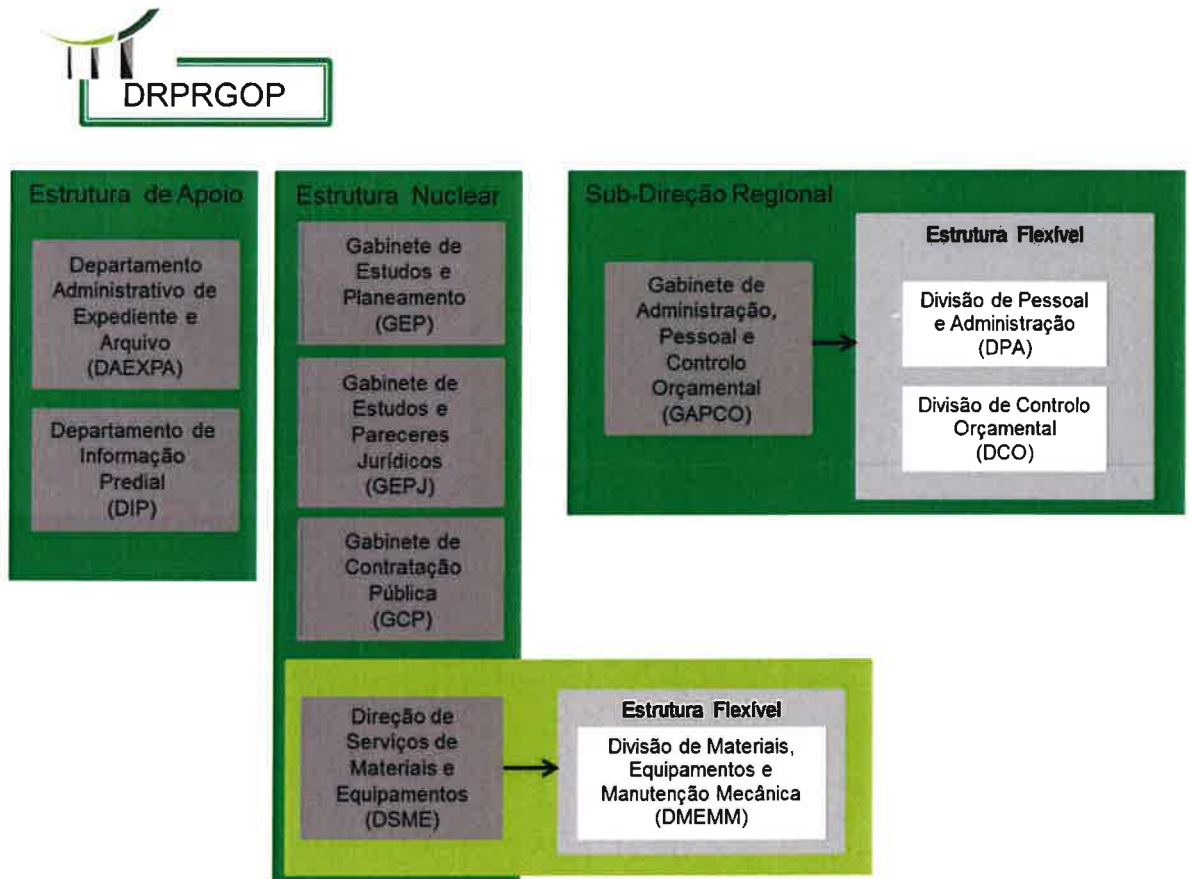 DRPRGOP
Estrutura de Apoio
Departamento
Administrativo de
Expediente e
Arquivo
(DAEXPA)
Departamento de
Informação
Predial
(DIP)
Estrutura Nuclear
Gabinete de
Estudos e
Planeamento
(GEP)
Gabinete de
Estudos e
Pareceres
Jurídicos
(GEPJ)
Gabinete de
Contratação
Pública
(GCP)
Direção de
Serviços de
Materiais e
Equipamentos
(DSME)
Estrutura Flexível
Divisão de Materiais,
Equipamentos e
Manutenção Mecânica
(DMEMM)
Sub-Direção Regional
Gabinete de
Administração,
Pessoal e
Controlo
Orçamental
(GAPCO)
Estrutura Flexível
Divisão de Pessoal
e Administração
(DPA)
Divisão de Controlo
Orçamental
(DCO)